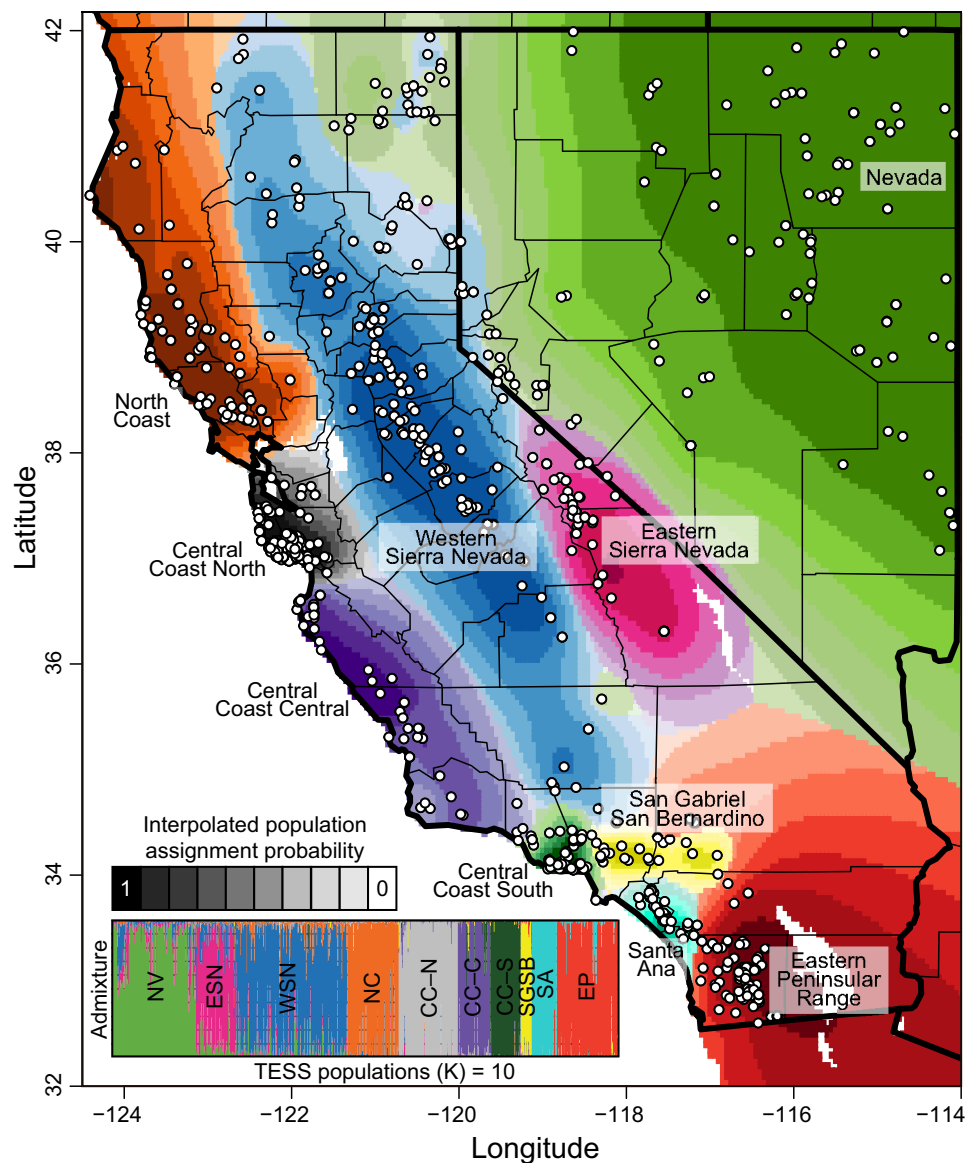 42
40
38
36
34
32
Latitude
Nevada
North
Coast
Central
Coast North
Western
Sierra Nevada
Eastern
Sierra Nevada
Central
Coast Central
San Gabriel
San Bernardino
Interpolated population
assignment probability
1
0
Central
Coast South
Santa
Ana
Eastern
Peninsular
Range
Admixture
NV
ESN
WSN
NC
CC–N
CC–C
CC–S
SGSB
SA
EP
TESS populations (K) = 10
−124
−122
−120
−118
−116
−114
Longitude